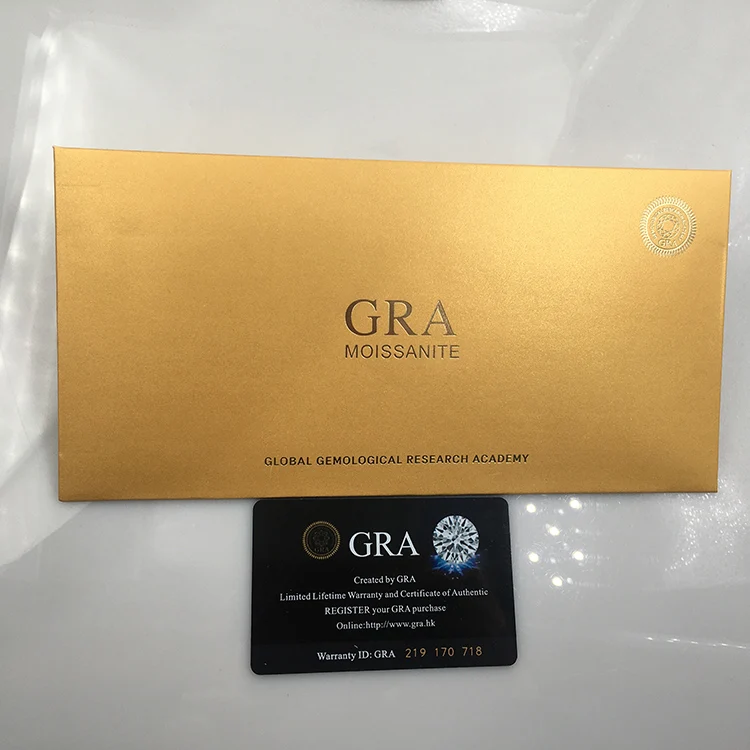 GRA
GRA
MOISSANITE
GLOBAL GEMOLOGICAL RESEARCH ACADEMY
GRA
Created by GRA
Limited Lifetime Warranty and Certificate of Authentic
REGISTER your GRA purchase
Online:http://www.gra.hk
Warranty ID: GRA 219 170 718